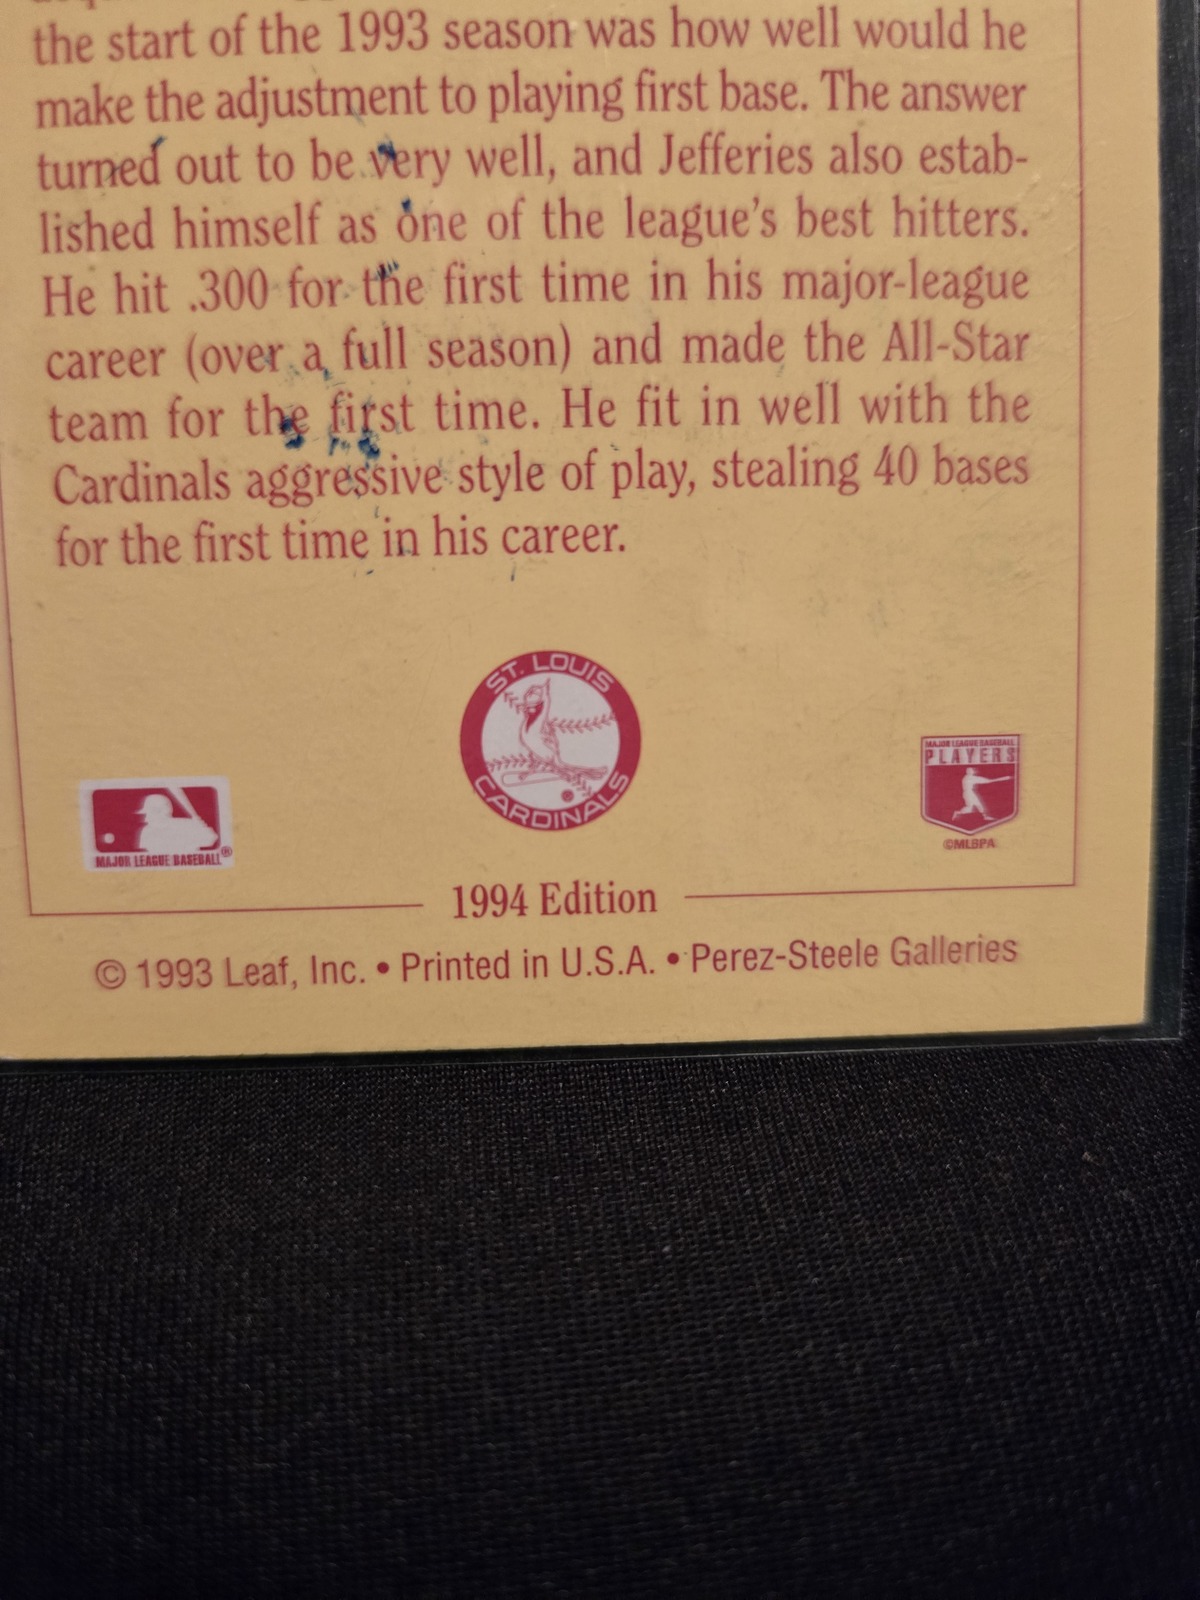 the start of the 1993 season was how well would he
make the adjustment to playing first base. The answer
turned out to be very well, and Jefferies also estab-
lished himself as one of the league's best hitters.
He hit .300 for the first time in his major-league
career (over a full season) and made the All-Star
team for the first time. He fit in well with the
Cardinals aggressive style of play, stealing 40 bases
for the first time in his career.
ST. LOUIS
CARDINALS
MAJOR LEAGUE BASEBALL
PLAYERS
©MLBPA
MAJOR LEAGUE BASEBALL®
1994 Edition
© 1993 Leaf, Inc. • Printed in U.S.A. • Perez-Steele Galleries